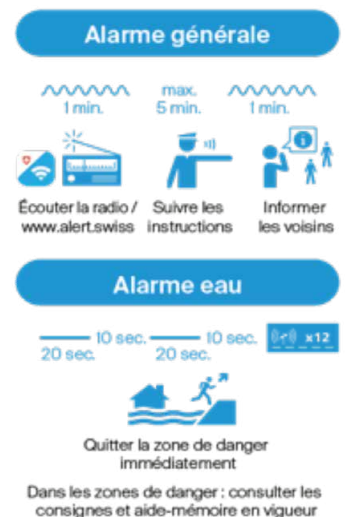 Alarme générale
max.
1 min. 5 min. 1 min.
Écouter la radio / Suivre les Informer
www.alert.swiss instructions les voisins
Alarme eau
10 sec. 10 sec. x12
20 sec. 20 sec.
Quitter la zone de danger
immédiatement
Dans les zones de danger : consulter les
consignes et aide-mémoire en vigueur